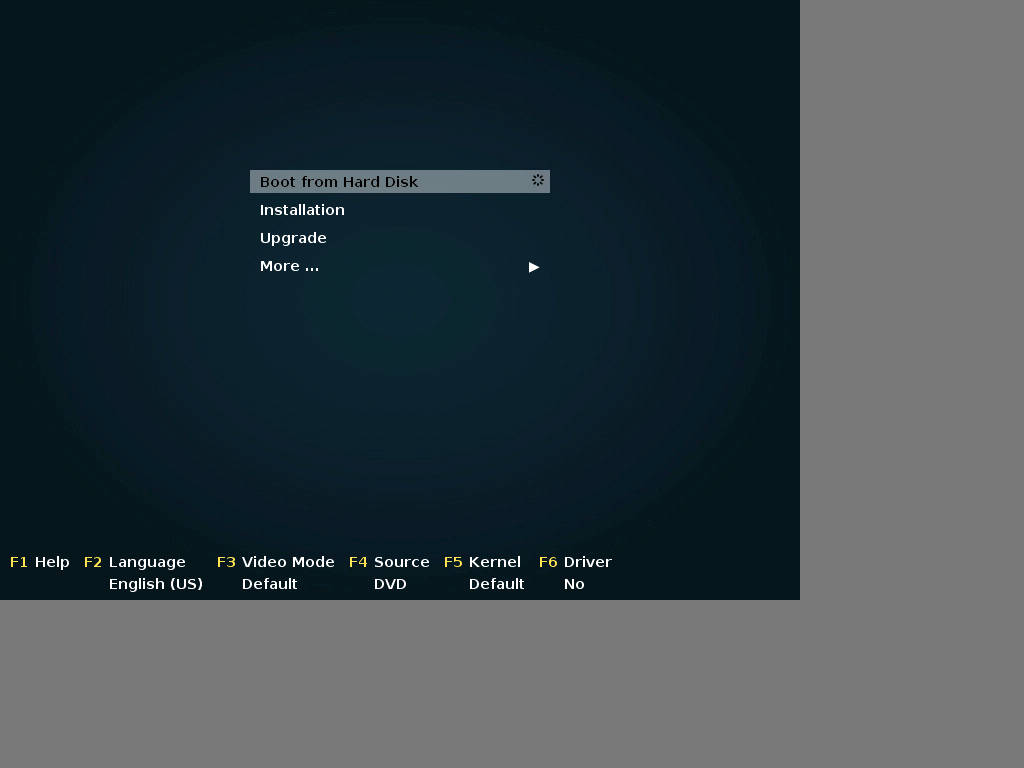 Boot from Hard Disk
Installation
Upgrade
More ...
F1 Help F2 Language F3 Video Mode F4 Source F5 Kernel F6 Driver
English (US) Default DVD Default No